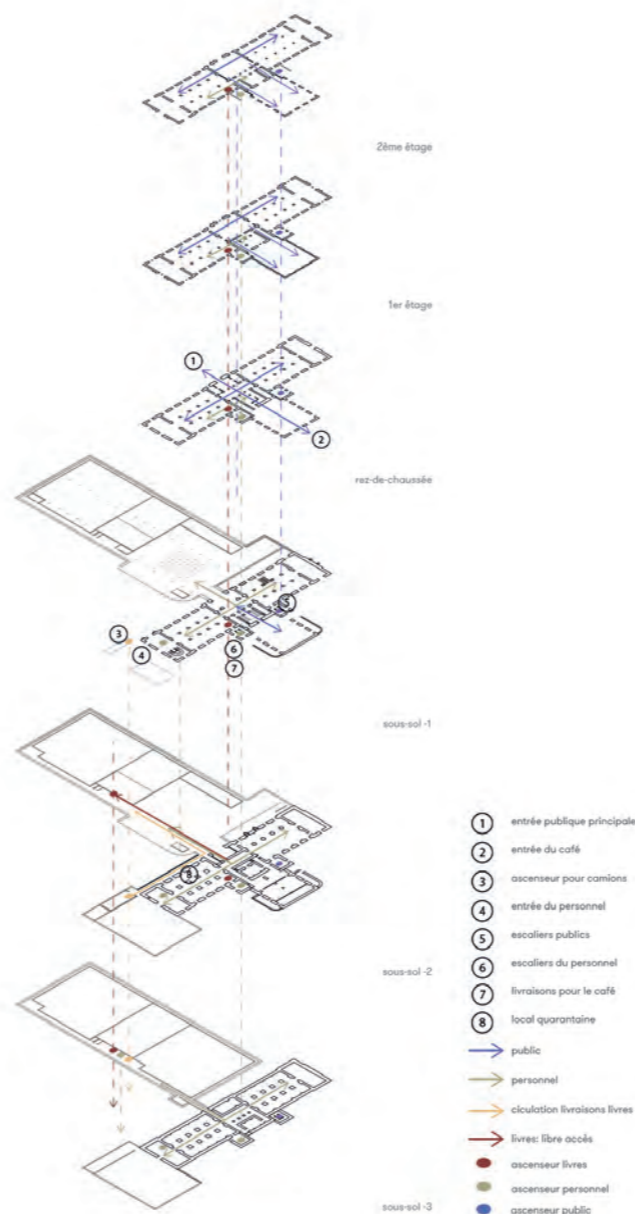 2ème étage
1er étage
1
2
rez-de-chaussée
5
3
4
6
7
sous-sol -1
8
sous-sol -2
sous-sol -3
1 entrée publique principale
2 entrée du café
3 ascenseur pour camions
4 entrée du personnel
5 escaliers publics
6 escaliers du personnel
7 livraisons pour le café
8 local quarantaine
public
personnel
ciculation livraisons livres
livres: libre accès
ascenseur livres
ascenseur personnel
ascenseur public